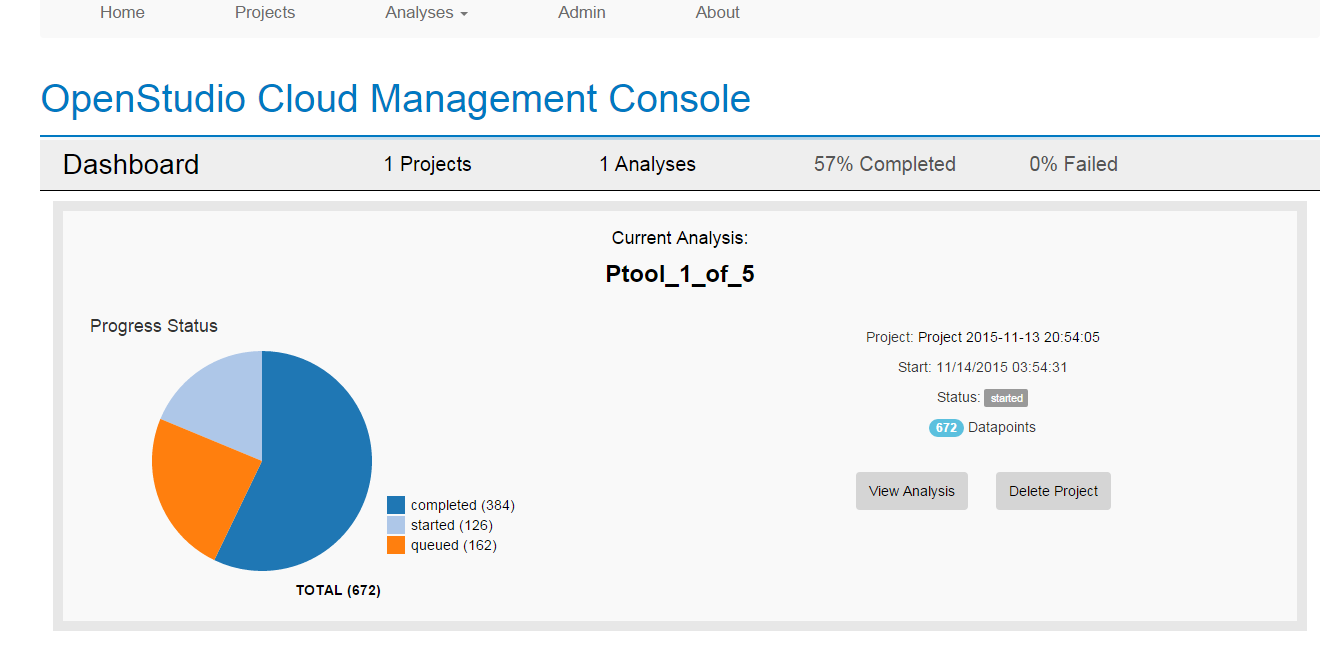 Home Projects Analyses Admin About
OpenStudio Cloud Management Console
Dashboard 1 Projects 1 Analyses 57% Completed 0% Failed
Current Analysis:
Ptool_1_of_5
Progress Status
completed (384)
started (126)
queued (162)
TOTAL (672)
Project: Project 2015-11-13 20:54:05
Start: 11/14/2015 03:54:31
Status: started
672 Datapoints
View Analysis Delete Project